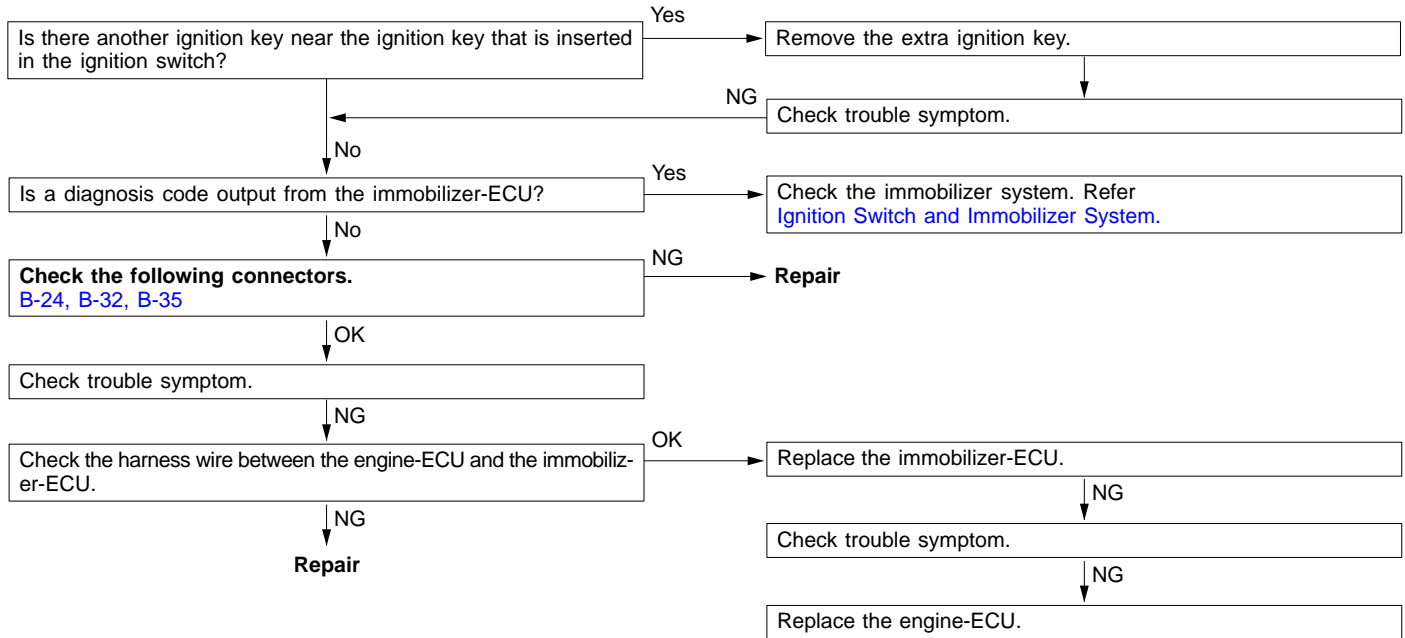 Is there another ignition key near the ignition key that is inserted
in the ignition switch?
Yes
Remove the extra ignition key.
NG
Check trouble symptom.
No
Is a diagnosis code output from the immobilizer-ECU?
Yes
Check the immobilizer system. Refer
Ignition Switch and Immobilizer System.
No
Check the following connectors.
B-24, B-32, B-35
NG
Repair
OK
Check trouble symptom.
NG
Check the harness wire between the engine-ECU and the immobiliz-
er-ECU.
OK
Replace the immobilizer-ECU.
NG
Repair
NG
Check trouble symptom.
NG
Replace the engine-ECU.